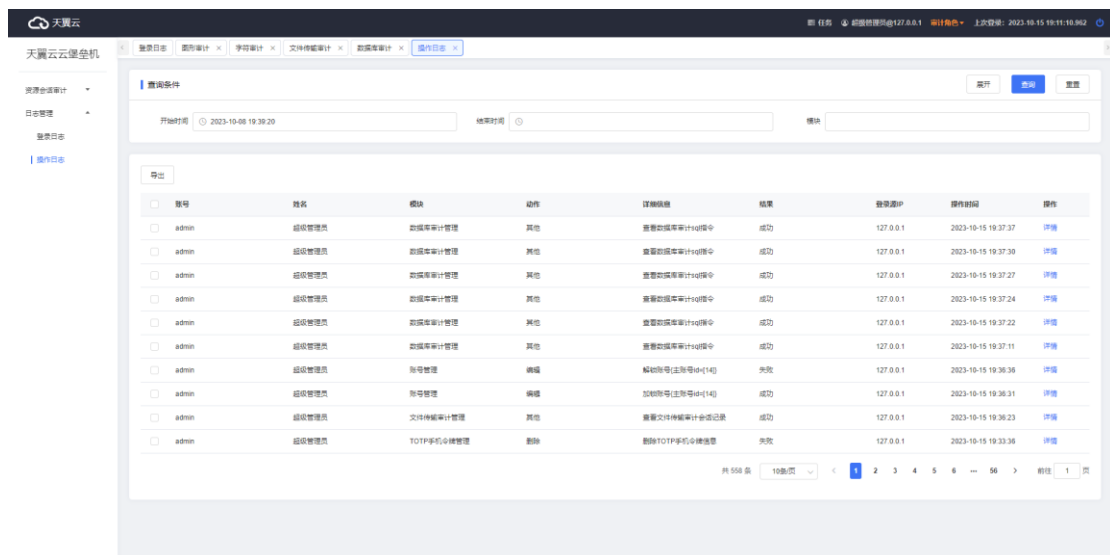 天翼云
任务 超级管理员@127.0.0.1 审计角色 上次登录: 2023-10-15 19:11:10.962
天翼云云堡垒机
登录日志 图形审计 × 字符审计 × 文件传输审计 × 数据库审计 × 操作日志 ×
资源会话审计
日志管理
登录日志
操作日志
查询条件 展开 查询 重置
开始时间 2023-10-08 19:39:20 结束时间 模块
导出
账号 姓名 模块 动作 详细信息 结果 登录源IP 操作时间 操作
admin 超级管理员 数据库审计管理 其他 查看数据库审计sql指令 成功 127.0.0.1 2023-10-15 19:37:37 详情
admin 超级管理员 数据库审计管理 其他 查看数据库审计sql指令 成功 127.0.0.1 2023-10-15 19:37:30 详情
admin 超级管理员 数据库审计管理 其他 查看数据库审计sql指令 成功 127.0.0.1 2023-10-15 19:37:27 详情
admin 超级管理员 数据库审计管理 其他 查看数据库审计sql指令 成功 127.0.0.1 2023-10-15 19:37:24 详情
admin 超级管理员 数据库审计管理 其他 查看数据库审计sql指令 成功 127.0.0.1 2023-10-15 19:37:22 详情
admin 超级管理员 数据库审计管理 其他 查看数据库审计sql指令 成功 127.0.0.1 2023-10-15 19:37:11 详情
admin 超级管理员 账号管理 编辑 解锁账号(主账号id=[14]) 失败 127.0.0.1 2023-10-15 19:36:36 详情
admin 超级管理员 账号管理 编辑 加锁账号(主账号id=[14]) 成功 127.0.0.1 2023-10-15 19:36:31 详情
admin 超级管理员 文件传输审计管理 其他 查看文件传输审计会话记录 成功 127.0.0.1 2023-10-15 19:36:23 详情
admin 超级管理员 TOTP手机令牌管理 删除 删除TOTP手机令牌信息 失败 127.0.0.1 2023-10-15 19:33:36 详情
共 558 条 10条/页 < 1 2 3 4 5 6 ··· 56 > 前往 1 页